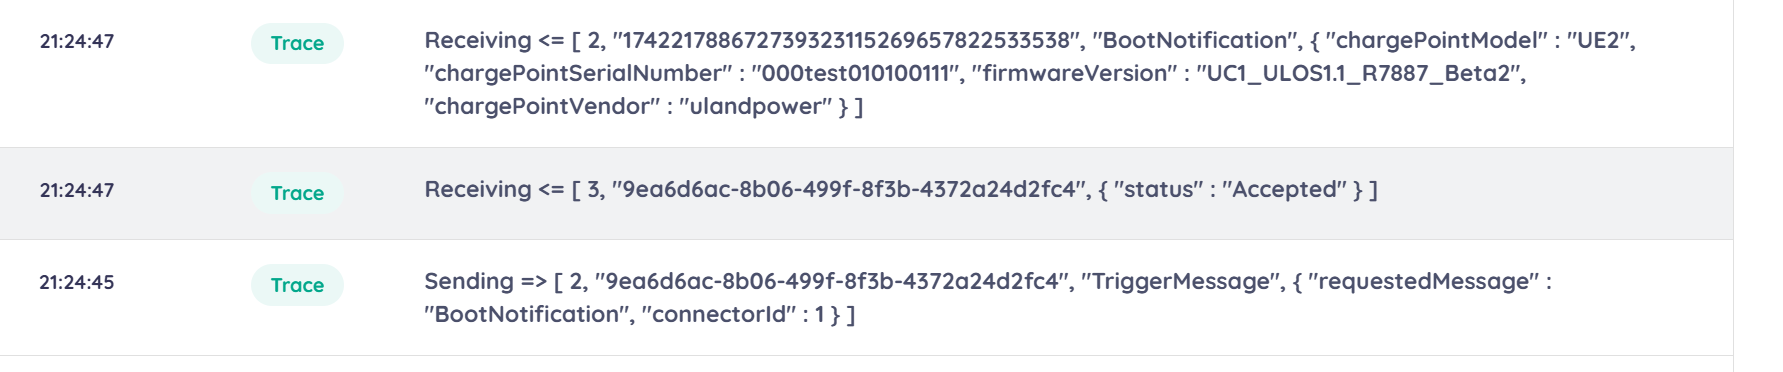 21:24:47 Trace Receiving <= [ 2, "174221788672739323115269657822533538", "BootNotification", { "chargePointModel" : "UE2",
"chargePointSerialNumber" : "000test010100111", "firmwareVersion" : "UC1_ULOS1.1_R7887_Beta2",
"chargePointVendor" : "ulandpower" } ]
21:24:47 Trace Receiving <= [ 3, "9ea6d6ac-8b06-499f-8f3b-4372a24d2fc4", { "status" : "Accepted" } ]
21:24:45 Trace Sending => [ 2, "9ea6d6ac-8b06-499f-8f3b-4372a24d2fc4", "TriggerMessage", { "requestedMessage" :
"BootNotification", "connectorId" : 1 } ]